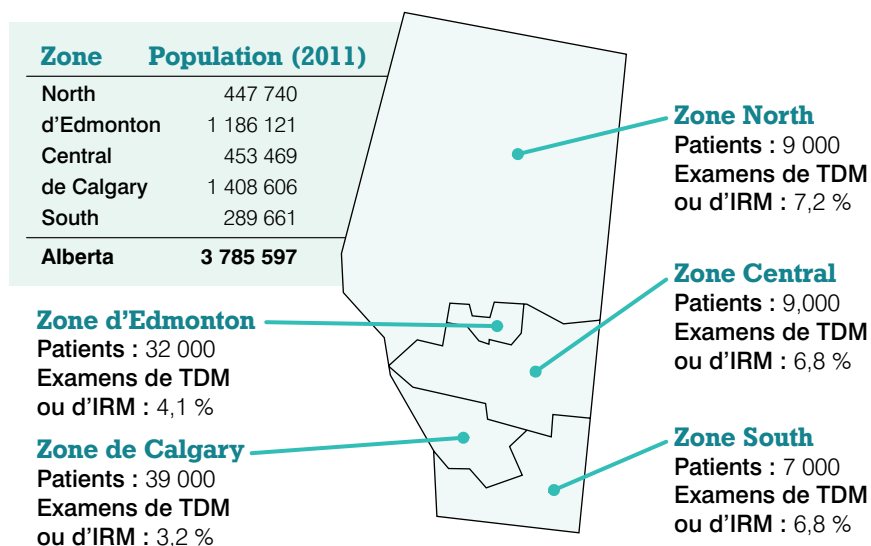 Zone Population (2011)
North 447 740
d'Edmonton 1 186 121
Central 453 469
de Calgary 1 408 606
South 289 661
Alberta 3 785 597
Zone North
Patients : 9 000
Examens de TDM
ou d'IRM : 7,2 %
Zone Central
Patients : 9,000
Examens de TDM
ou d'IRM : 6,8 %
Zone d'Edmonton
Patients : 32 000
Examens de TDM
ou d'IRM : 4,1 %
Zone de Calgary
Patients : 39 000
Examens de TDM
ou d'IRM : 3,2 %
Zone South
Patients : 7 000
Examens de TDM
ou d'IRM : 6,8 %